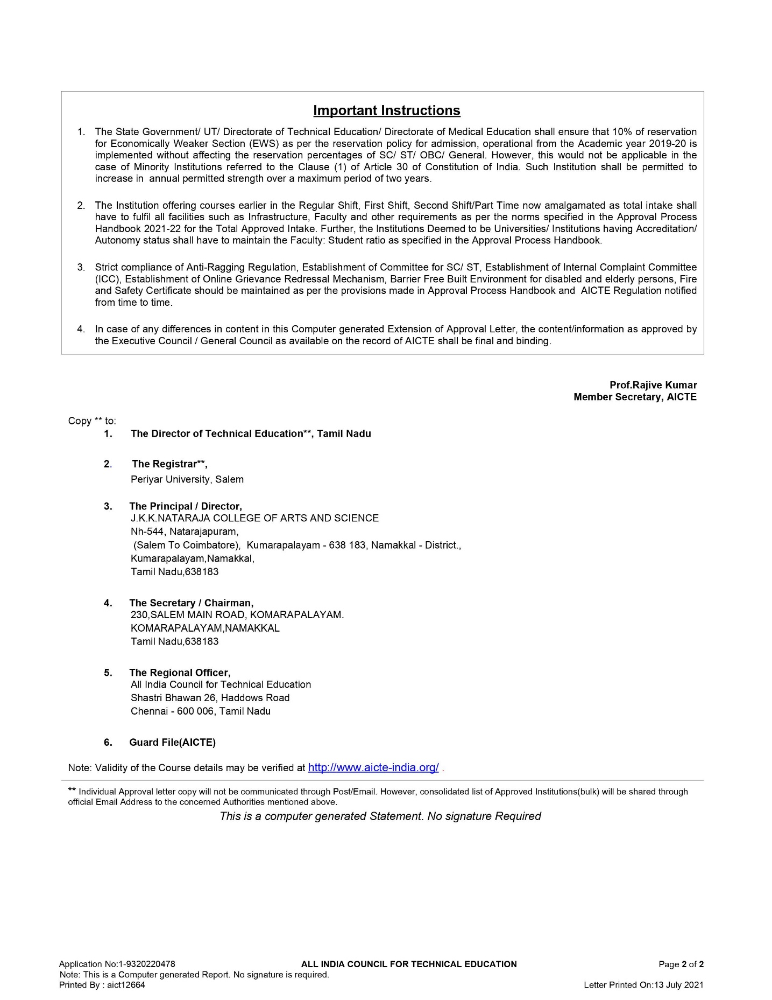 Important Instructions
1. The State Government/ UT/ Directorate of Technical Education/ Directorate of Medical Education shall ensure that 10% of reservation
for Economically Weaker Section (EWS) as per the reservation policy for admission, operational from the Academic year 2019-20 is
implemented without affecting the reservation percentages of SC/ ST/ OBC/ General. However, this would not be applicable in the
case of Minority Institutions referred to the Clause (1) of Article 30 of Constitution of India. Such Institution shall be permitted to
increase in annual permitted strength over a maximum period of two years.
2. The Institution offering courses earlier in the Regular Shift, First Shift, Second Shift/Part Time now amalgamated as total intake shall
have to fulfil all facilities such as Infrastructure, Faculty and other requirements as per the norms specified in the Approval Process
Handbook 2021-22 for the Total Approved Intake. Further, the Institutions Deemed to be Universities/ Institutions having Accreditation/
Autonomy status shall have to maintain the Faculty: Student ratio as specified in the Approval Process Handbook.
3. Strict compliance of Anti-Ragging Regulation, Establishment of Committee for SC/ ST, Establishment of Internal Complaint Committee
(ICC), Establishment of Online Grievance Redressal Mechanism, Barrier Free Built Environment for disabled and elderly persons, Fire
and Safety Certificate should be maintained as per the provisions made in Approval Process Handbook and AICTE Regulation notified
from time to time.
4. In case of any differences in content in this Computer generated Extension of Approval Letter, the content/information as approved by
the Executive Council / General Council as available on the record of AICTE shall be final and binding.
Prof.Rajive Kumar
Member Secretary, AICTE
Copy ** to:
1. The Director of Technical Education**, Tamil Nadu
2. The Registrar**,
Periyar University, Salem
3. The Principal / Director,
J.K.K.NATARAJA COLLEGE OF ARTS AND SCIENCE
Nh-544, Natarajapuram,
(Salem To Coimbatore), Kumarapalayam - 638 183, Namakkal - District.,
Kumarapalayam,Namakkal,
Tamil Nadu,638183
4. The Secretary / Chairman,
230,SALEM MAIN ROAD, KOMARAPALAYAM.
KOMARAPALAYAM,NAMAKKAL
Tamil Nadu,638183
5. The Regional Officer,
All India Council for Technical Education
Shastri Bhawan 26, Haddows Road
Chennai - 600 006, Tamil Nadu
6. Guard File(AICTE)
Note: Validity of the Course details may be verified at http://www.aicte-india.org/ .
** Individual Approval letter copy will not be communicated through Post/Email. However, consolidated list of Approved Institutions(bulk) will be shared through
official Email Address to the concerned Authorities mentioned above.
This is a computer generated Statement. No signature Required
Application No:1-9320220478 ALL INDIA COUNCIL FOR TECHNICAL EDUCATION Page 2 of 2
Note: This is a Computer generated Report. No signature is required.
Printed By : aict12664 Letter Printed On:13 July 2021